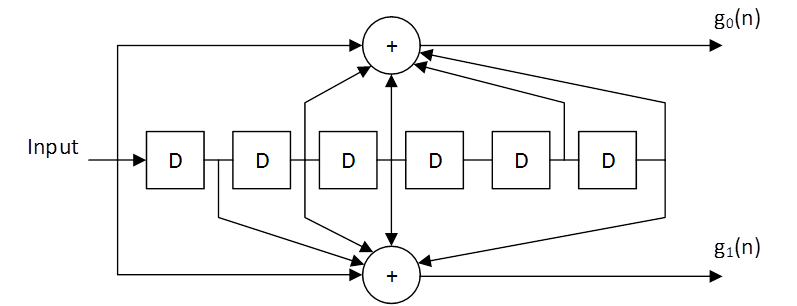 g₀(n)
+
Input
D D D D D D
g₁(n)
+